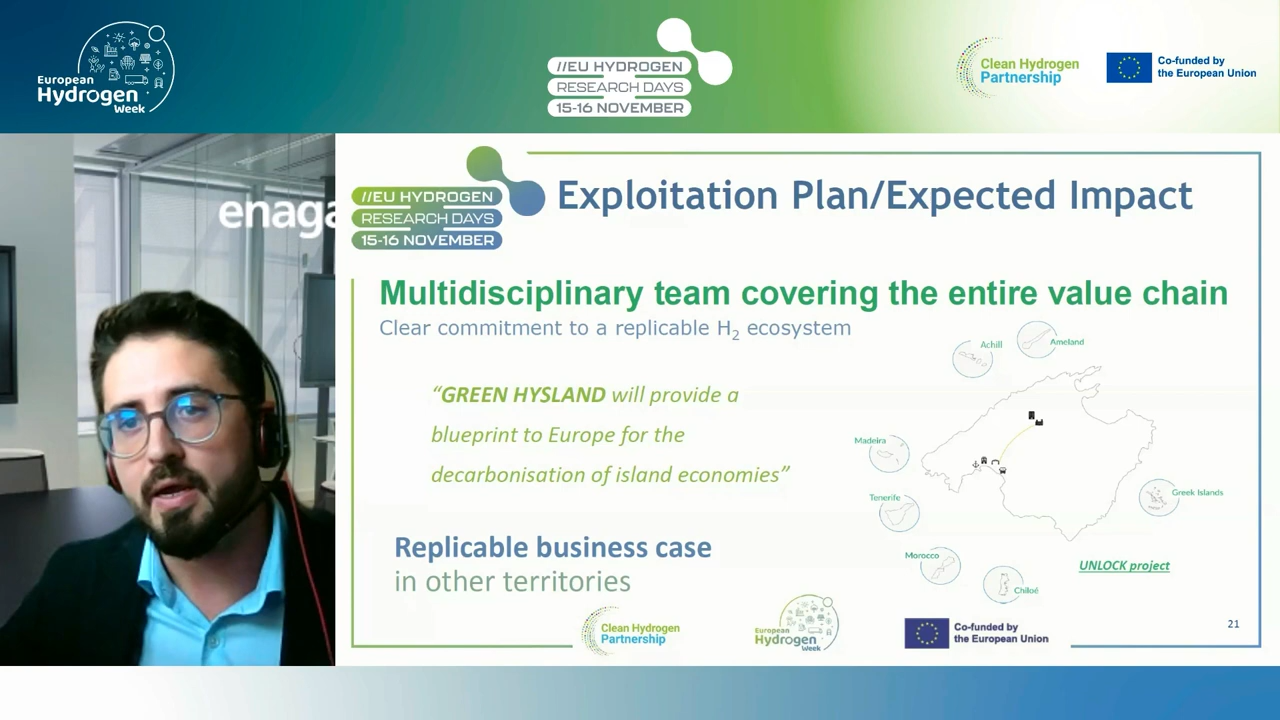 European
Hydrogen
Week
//EU HYDROGEN
RESEARCH DAYS
15-16 NOVEMBER
Clean Hydrogen
Partnership
Co-funded by
the European Union
enaga
//EU HYDROGEN
RESEARCH DAYS
15-16 NOVEMBER
Exploitation Plan/Expected Impact
Multidisciplinary team covering the entire value chain
Clear commitment to a replicable H₂ ecosystem
“GREEN HYSLAND will provide a
blueprint to Europe for the
decarbonisation of island economies”
Replicable business case
in other territories
Achill
Ameland
Madeira
Tenerife
Greek Islands
Morocco
Chiloé
UNLOCK project
Clean Hydrogen
Partnership
European
Hydrogen
Week
Co-funded by
the European Union
21